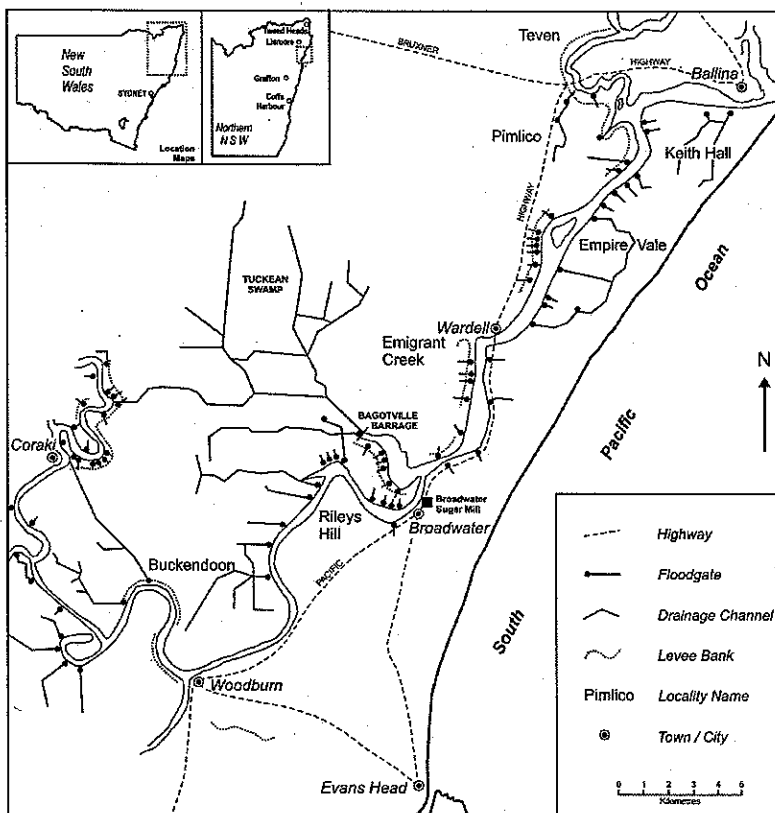 New
South
Wales
SYDNEY
Location
Maps
Tweed Heads
Lismore
Grafton
Coffs
Harbour
Northern
NSW
BRUXNER
HIGHWAY
Teven
Ballina
Pimlico
Keith Hall
HIGHWAY
Empire Vale
Ocean
TUCKEAN
SWAMP
Wardell
Emigrant
Creek
N
BAGOTVILLE
BARRAGE
Pacific
Coraki
Broadwater
Sugar Mill
Broadwater
Rileys
Hill
Buckendoon
PACIFIC
South
Woodburn
Evans Head
Highway
Floodgate
Drainage Channel
Levee Bank
Pimlico Locality Name
Town / City
0 1 2 3 4 5
Kilometres